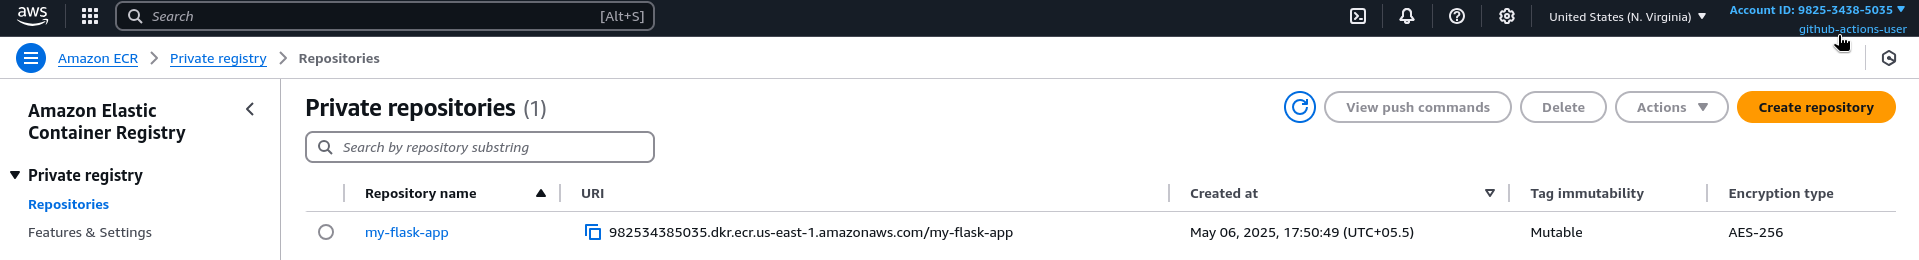 aws
Search [Alt+S] United States (N. Virginia) Account ID: 9825-3438-5035
github-actions-user
Amazon ECR Private registry Repositories
Amazon Elastic
Container Registry
Private repositories (1) View push commands Delete Actions Create repository
Search by repository substring
Private registry
Repository name URI Created at Tag immutability Encryption type
Repositories
Features & Settings
my-flask-app 982534385035.dkr.ecr.us-east-1.amazonaws.com/my-flask-app May 06, 2025, 17:50:49 (UTC+05.5) Mutable AES-256